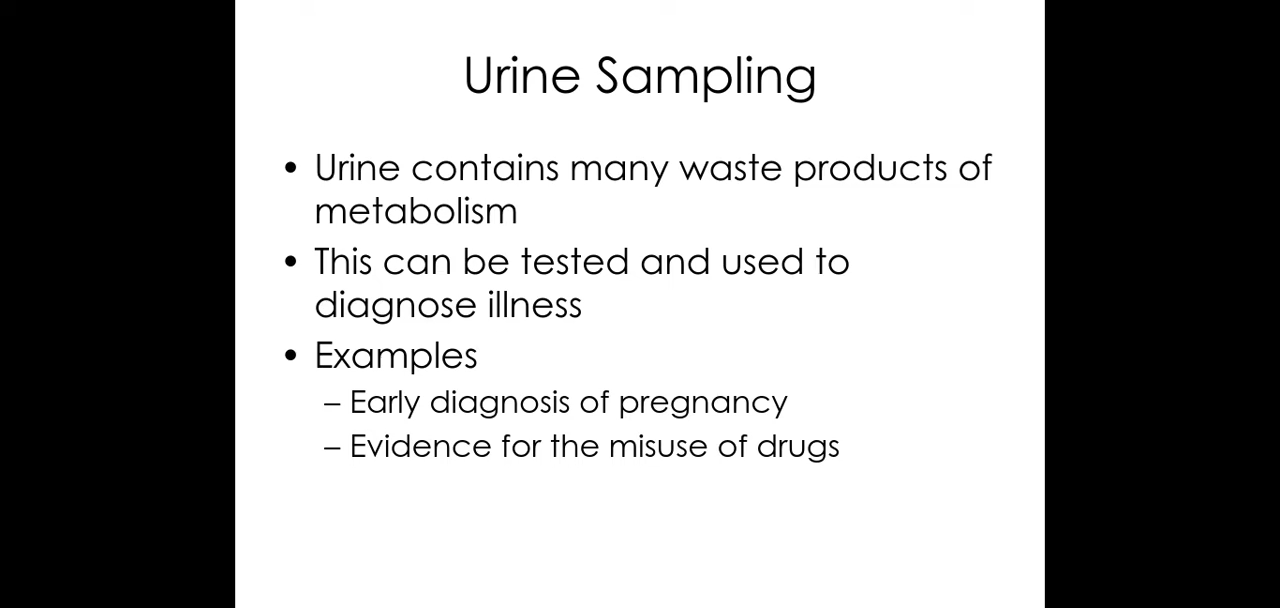 Urine Sampling
• Urine contains many waste products of
metabolism
• This can be tested and used to
diagnose illness
• Examples
– Early diagnosis of pregnancy
– Evidence for the misuse of drugs